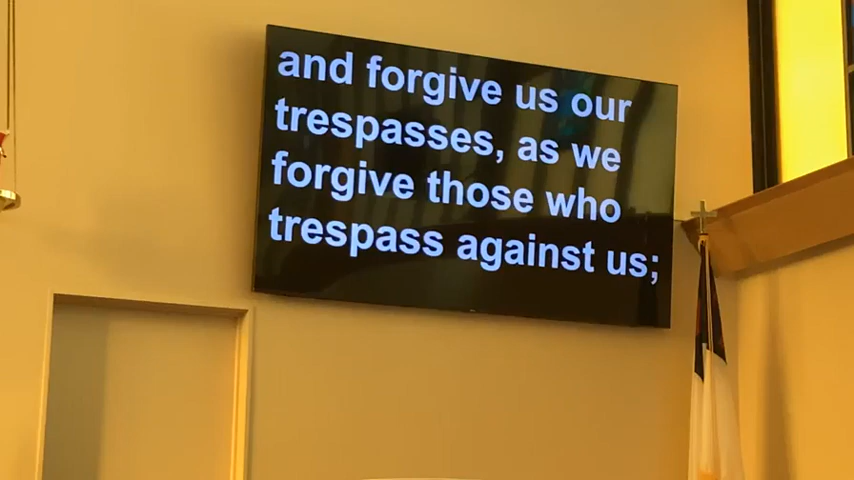 and forgive us our
trespasses, as we
forgive those who
trespass against us;